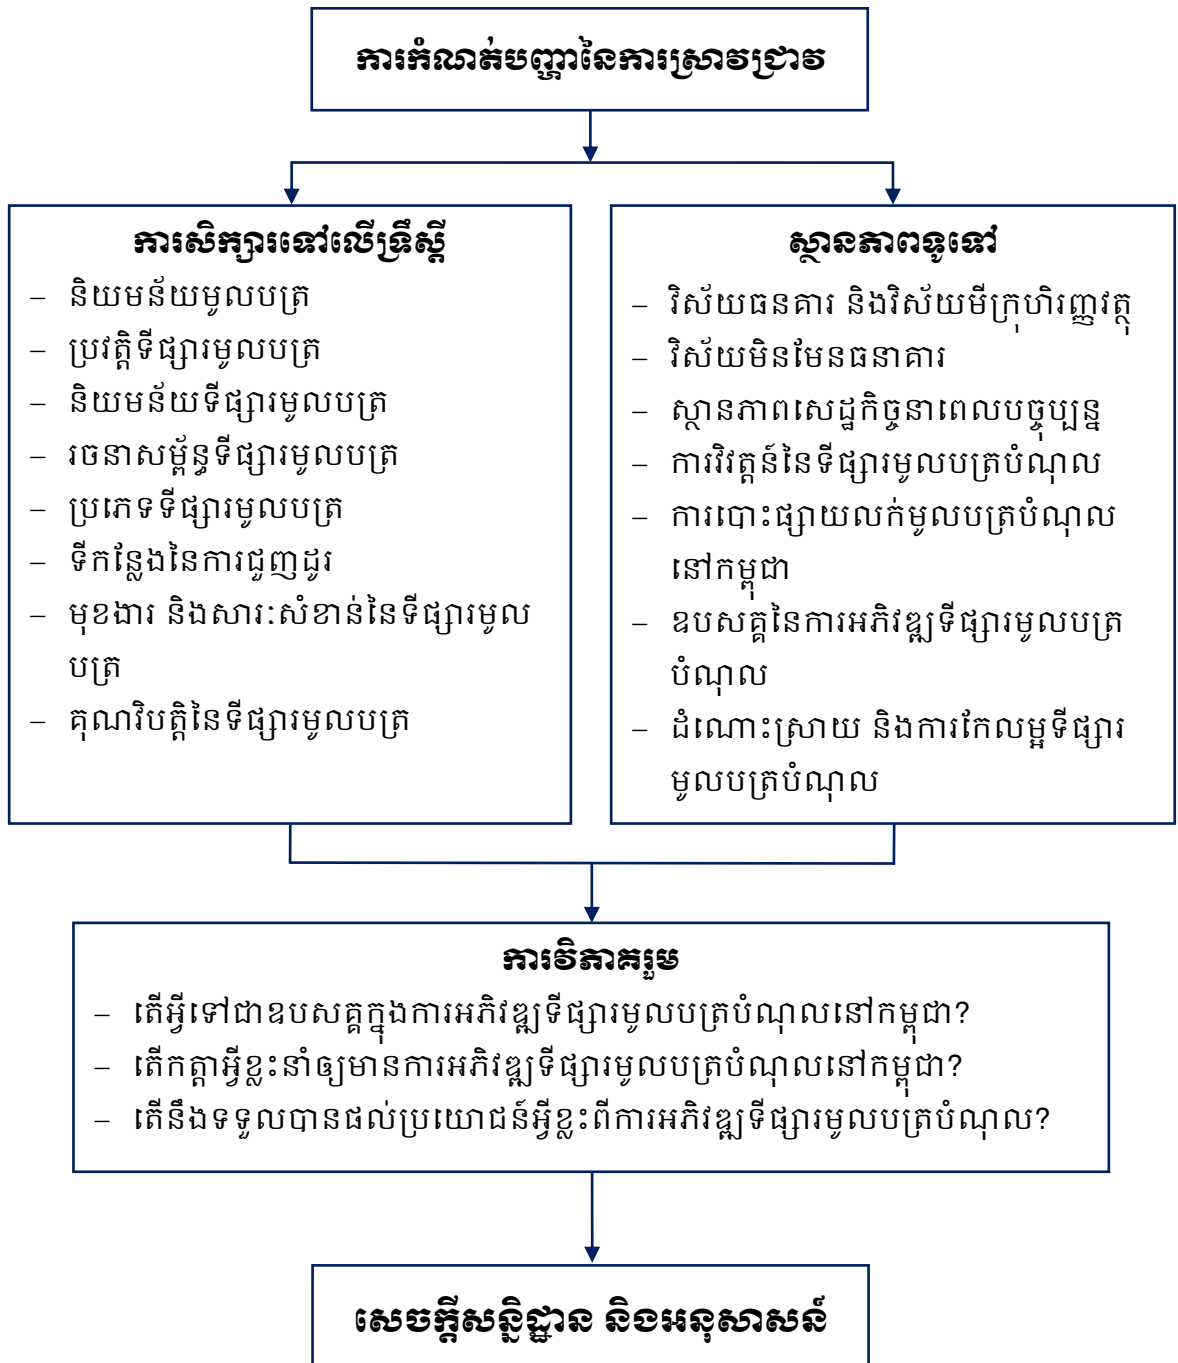 ការកំណត់បញ្ហានៃការស្រាវជ្រាវ
ការសិក្សារទៅលើទ្រឹស្តី
– និយមន័យមូលបត្រ
– ប្រវត្តិទីផ្សារមូលបត្រ
– និយមន័យទីផ្សារមូលបត្រ
– រចនាសម្ព័ន្ធទីផ្សារមូលបត្រ
– ប្រភេទទីផ្សារមូលបត្រ
– ទីកន្លែងនៃការជួញដូរ
– មុខងារ និងសារៈសំខាន់នៃទីផ្សារមូល
បត្រ
– គុណវិបត្តិនៃទីផ្សារមូលបត្រ
ស្ថានភាពទូទៅ
– វិស័យធនគារ និងវិស័យមីក្រុហិរញ្ញវត្ថុ
– វិស័យមិនមែនធនាគារ
– ស្ថានភាពសេដ្ឋកិច្ចនាពេលបច្ចុប្បន្ន
– ការវិវត្តន៍នៃទីផ្សារមូលបត្របំណុល
– ការបោះផ្សាយលក់មូលបត្របំណុល
នៅកម្ពុជា
– ឧបសគ្គនៃការអភិវឌ្ឍទីផ្សារមូលបត្រ
បំណុល
– ដំណោះស្រាយ និងការកែលម្អទីផ្សារ
មូលបត្របំណុល
ការវិភាគរួម
– តើអ្វីទៅជាឧបសគ្គក្នុងការអភិវឌ្ឍទីផ្សារមូលបត្របំណុលនៅកម្ពុជា?
– តើកត្តាអ្វីខ្លះនាំឲ្យមានការអភិវឌ្ឍទីផ្សារមូលបត្របំណុលនៅកម្ពុជា?
– តើនឹងទទួលបានផល់ប្រយោជន៍អ្វីខ្លះពីការអភិវឌ្ឍទីផ្សារមូលបត្របំណុល?
សេចក្តីសន្និដ្ឋាន និងអនុសាសន៍